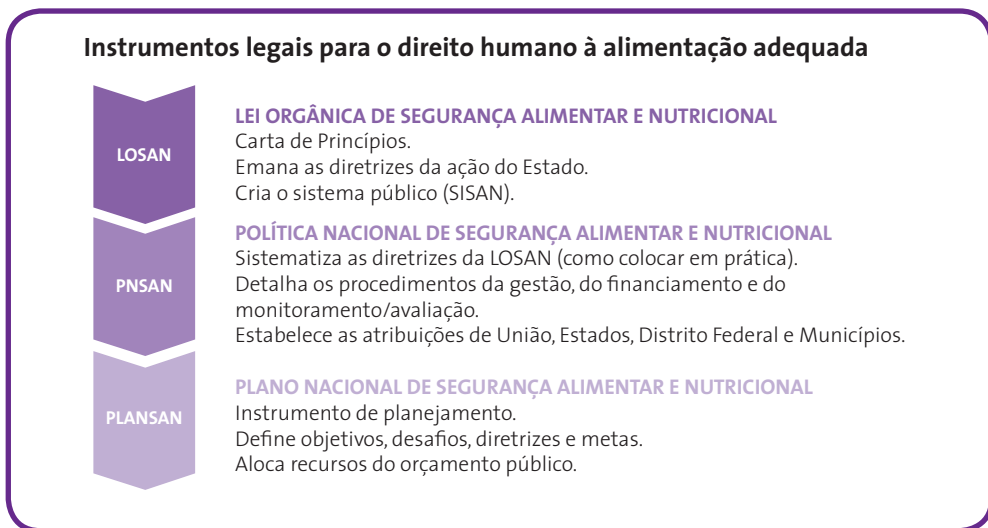 Instrumentos legais para o direito humano à alimentação adequada
LOSAN
LEI ORGÂNICA DE SEGURANÇA ALIMENTAR E NUTRICIONAL
Carta de Princípios.
Emana as diretrizes da ação do Estado.
Cria o sistema público (SISAN).
PNSAN
POLÍTICA NACIONAL DE SEGURANÇA ALIMENTAR E NUTRICIONAL
Sistematiza as diretrizes da LOSAN (como colocar em prática).
Detalha os procedimentos da gestão, do financiamento e do
monitoramento/avaliação.
Estabelece as atribuições de União, Estados, Distrito Federal e Municípios.
PLANSAN
PLANO NACIONAL DE SEGURANÇA ALIMENTAR E NUTRICIONAL
Instrumento de planejamento.
Define objetivos, desafios, diretrizes e metas.
Aloca recursos do orçamento público.